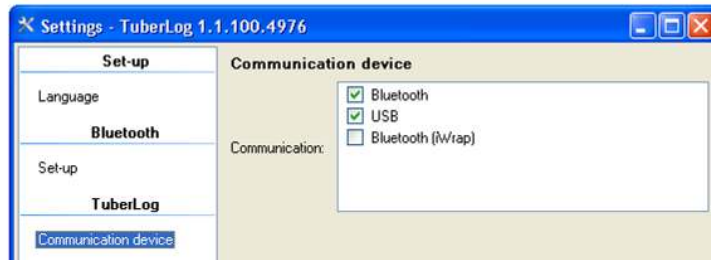 Settings - TuberLog 1.1.100.4976
Set-up
Language
Bluetooth
Set-up
TuberLog
Communication device
Communication device
Communication:
Bluetooth
USB
Bluetooth (iWrap)